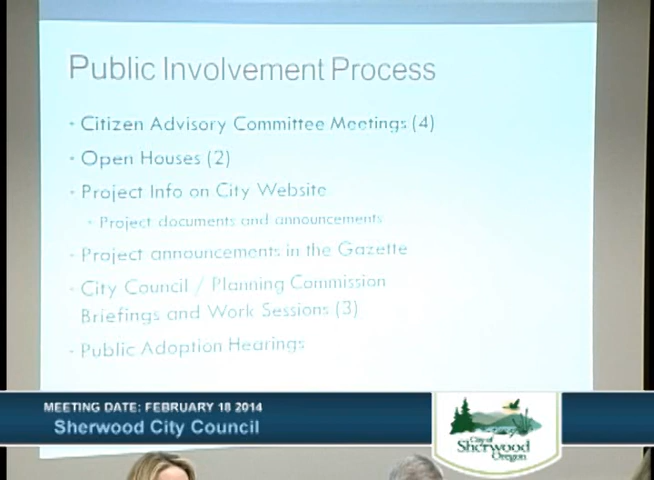 Public Involvement Process
• Citizen Advisory Committee Meetings (4)
• Open Houses (2)
• Project Info on City Website
• Project documents and announcements
• Project announcements in the Gazette
• City Council / Planning Commission
Briefings and Work Sessions (3)
• Public Adoption Hearings
MEETING DATE: FEBRUARY 18 2014
Sherwood City Council
City of
Sherwood
Oregon